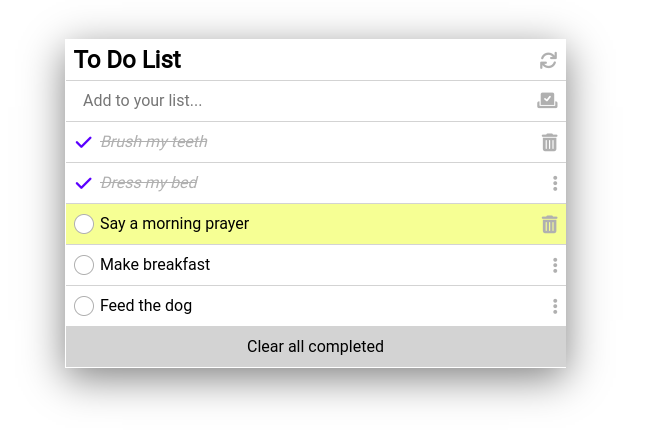 To Do List
Add to your list...
Brush my teeth
Dress my bed
Say a morning prayer
Make breakfast
Feed the dog
Clear all completed